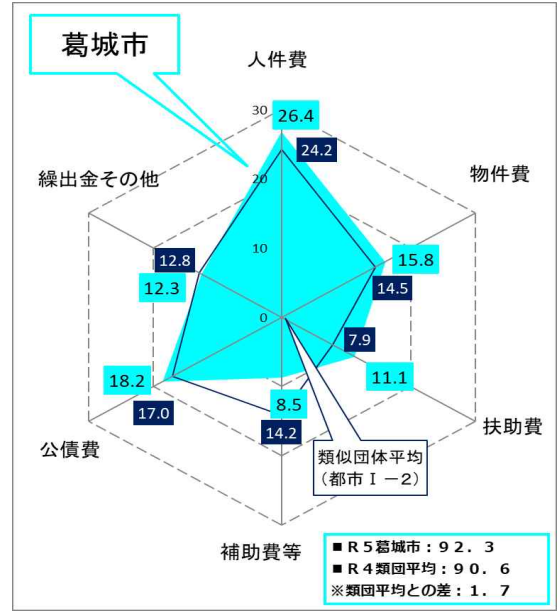 葛城市
人件費
30
26.4
24.2
20
繰出金その他
物件費
10
12.8
12.3
15.8
14.5
0
7.9
11.1
18.2
17.0
8.5
14.2
公債費
扶助費
類似団体平均
（都市Ⅰ－2）
補助費等
■Ｒ５葛城市：９２．３
■Ｒ４類団平均：９０．６
※類団平均との差：１．７